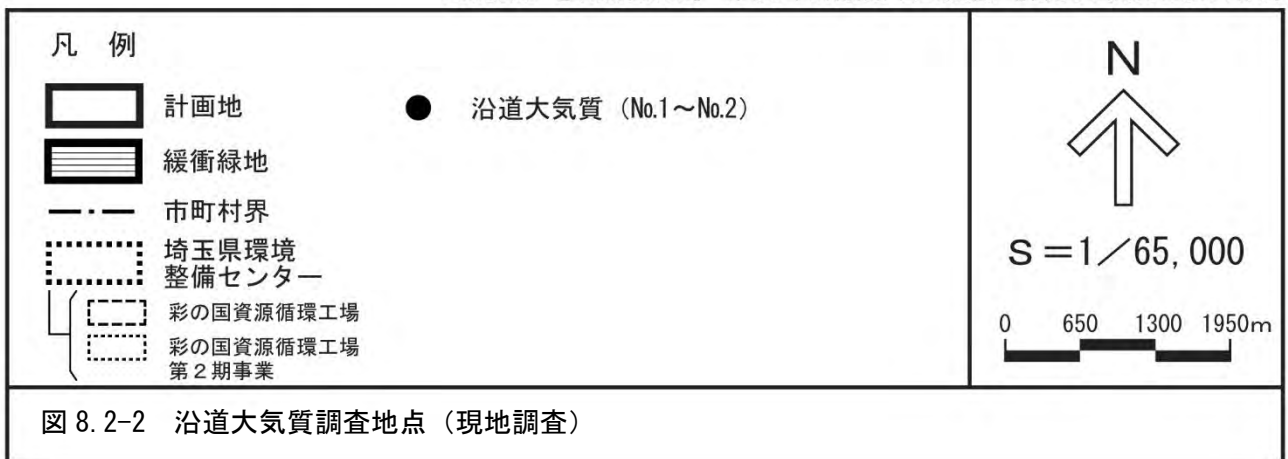 凡　例
計画地
● 沿道大気質（No.1～No.2）
緩衝緑地
市町村界
埼玉県環境
整備センター
彩の国資源循環工場
彩の国資源循環工場
第２期事業
N
S＝1／65,000
0 650 1300 1950m
図 8.2-2　沿道大気質調査地点（現地調査）